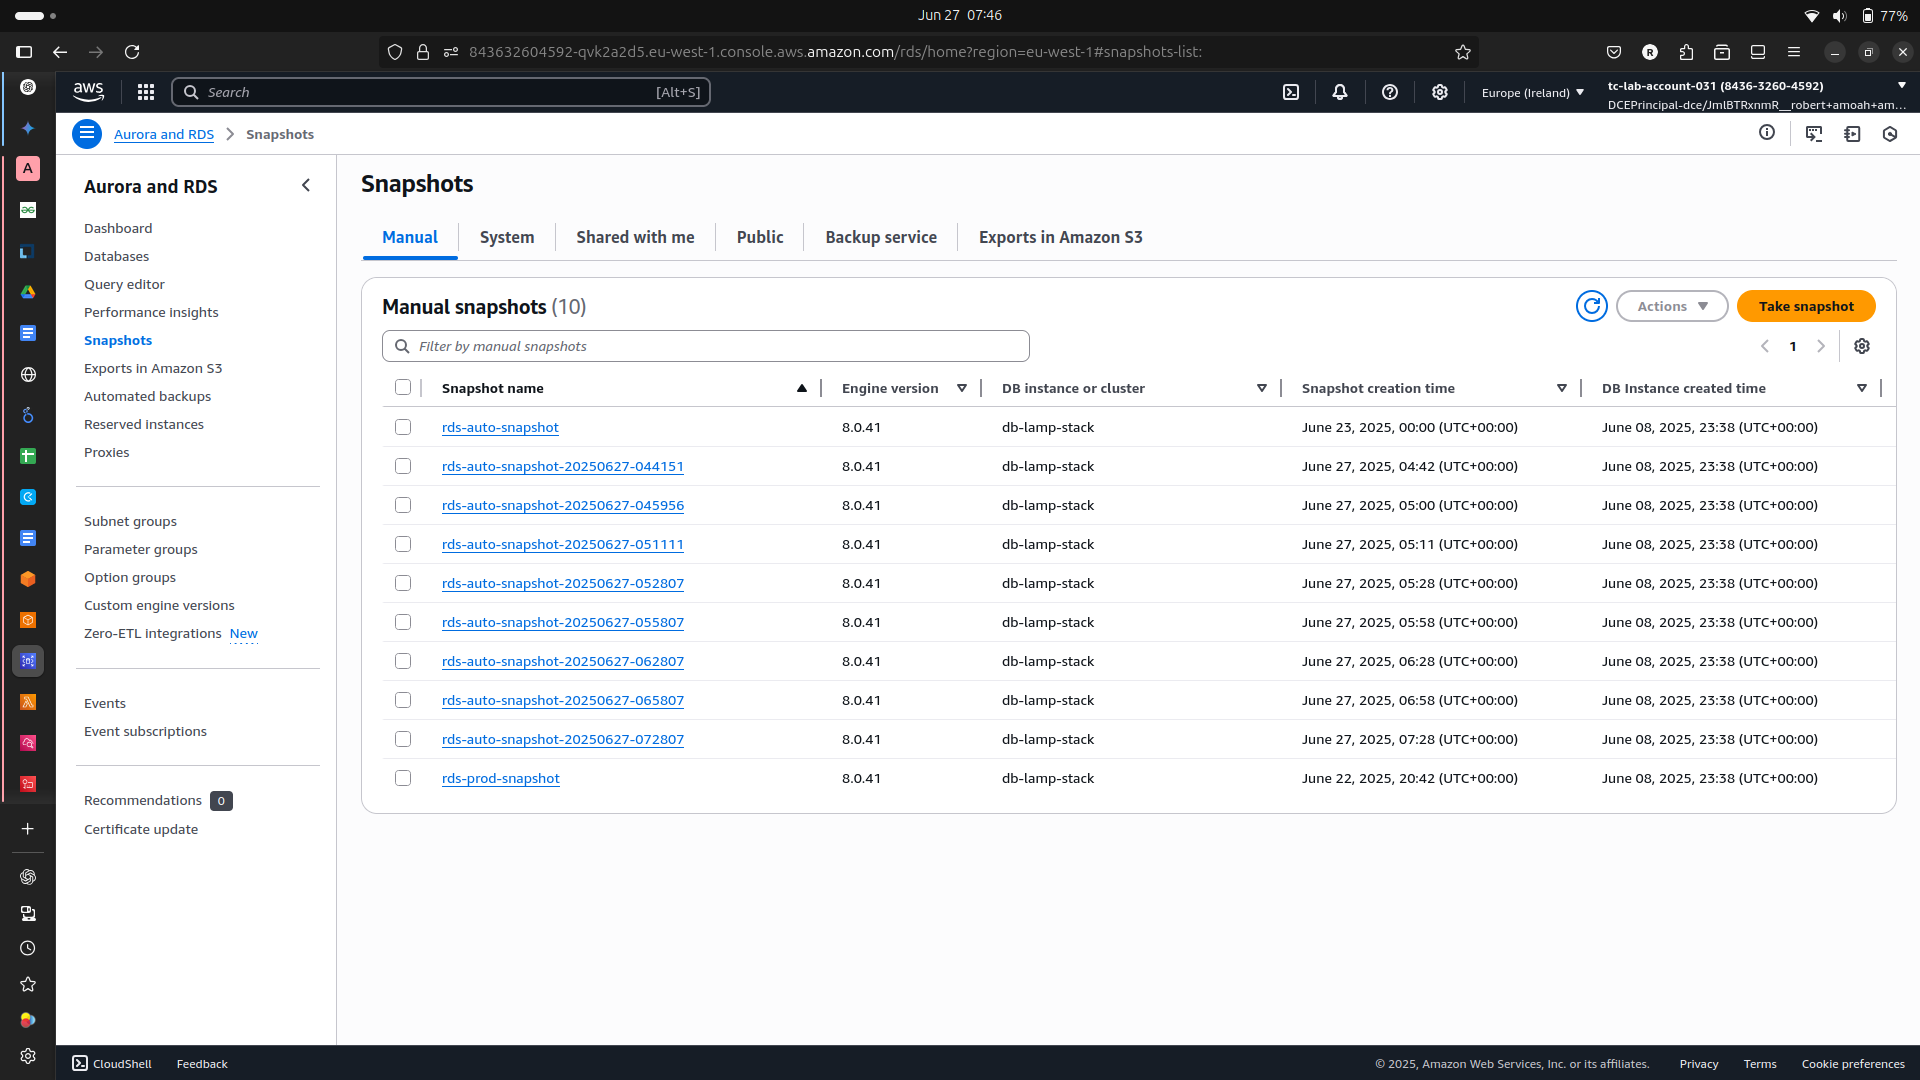 Jun 27 07:46
77%
843632604592-qvk2a2d5.eu-west-1.console.aws.amazon.com/rds/home?region=eu-west-1#snapshots-list:
R
aws
Search
[Alt+S]
Europe (Ireland)
tc-lab-account-031 (8436-3260-4592)
DCEPrincipal-dce/JmlBTRxnmR__robert+amoah+am...
Aurora and RDS
Snapshots
A
Aurora and RDS
Dashboard
Databases
Query editor
Performance insights
Snapshots
Exports in Amazon S3
Automated backups
Reserved instances
Proxies
Subnet groups
Parameter groups
Option groups
Custom engine versions
Zero-ETL integrations New
Events
Event subscriptions
Recommendations 0
Certificate update
Snapshots
Manual
System
Shared with me
Public
Backup service
Exports in Amazon S3
Manual snapshots (10)
Actions
Take snapshot
Filter by manual snapshots
1
Snapshot name Engine version DB instance or cluster Snapshot creation time DB Instance created time
rds-auto-snapshot 8.0.41 db-lamp-stack June 23, 2025, 00:00 (UTC+00:00) June 08, 2025, 23:38 (UTC+00:00)
rds-auto-snapshot-20250627-044151 8.0.41 db-lamp-stack June 27, 2025, 04:42 (UTC+00:00) June 08, 2025, 23:38 (UTC+00:00)
rds-auto-snapshot-20250627-045956 8.0.41 db-lamp-stack June 27, 2025, 05:00 (UTC+00:00) June 08, 2025, 23:38 (UTC+00:00)
rds-auto-snapshot-20250627-051111 8.0.41 db-lamp-stack June 27, 2025, 05:11 (UTC+00:00) June 08, 2025, 23:38 (UTC+00:00)
rds-auto-snapshot-20250627-052807 8.0.41 db-lamp-stack June 27, 2025, 05:28 (UTC+00:00) June 08, 2025, 23:38 (UTC+00:00)
rds-auto-snapshot-20250627-055807 8.0.41 db-lamp-stack June 27, 2025, 05:58 (UTC+00:00) June 08, 2025, 23:38 (UTC+00:00)
rds-auto-snapshot-20250627-062807 8.0.41 db-lamp-stack June 27, 2025, 06:28 (UTC+00:00) June 08, 2025, 23:38 (UTC+00:00)
rds-auto-snapshot-20250627-065807 8.0.41 db-lamp-stack June 27, 2025, 06:58 (UTC+00:00) June 08, 2025, 23:38 (UTC+00:00)
rds-auto-snapshot-20250627-072807 8.0.41 db-lamp-stack June 27, 2025, 07:28 (UTC+00:00) June 08, 2025, 23:38 (UTC+00:00)
rds-prod-snapshot 8.0.41 db-lamp-stack June 22, 2025, 20:42 (UTC+00:00) June 08, 2025, 23:38 (UTC+00:00)
CloudShell
Feedback
© 2025, Amazon Web Services, Inc. or its affiliates.
Privacy
Terms
Cookie preferences